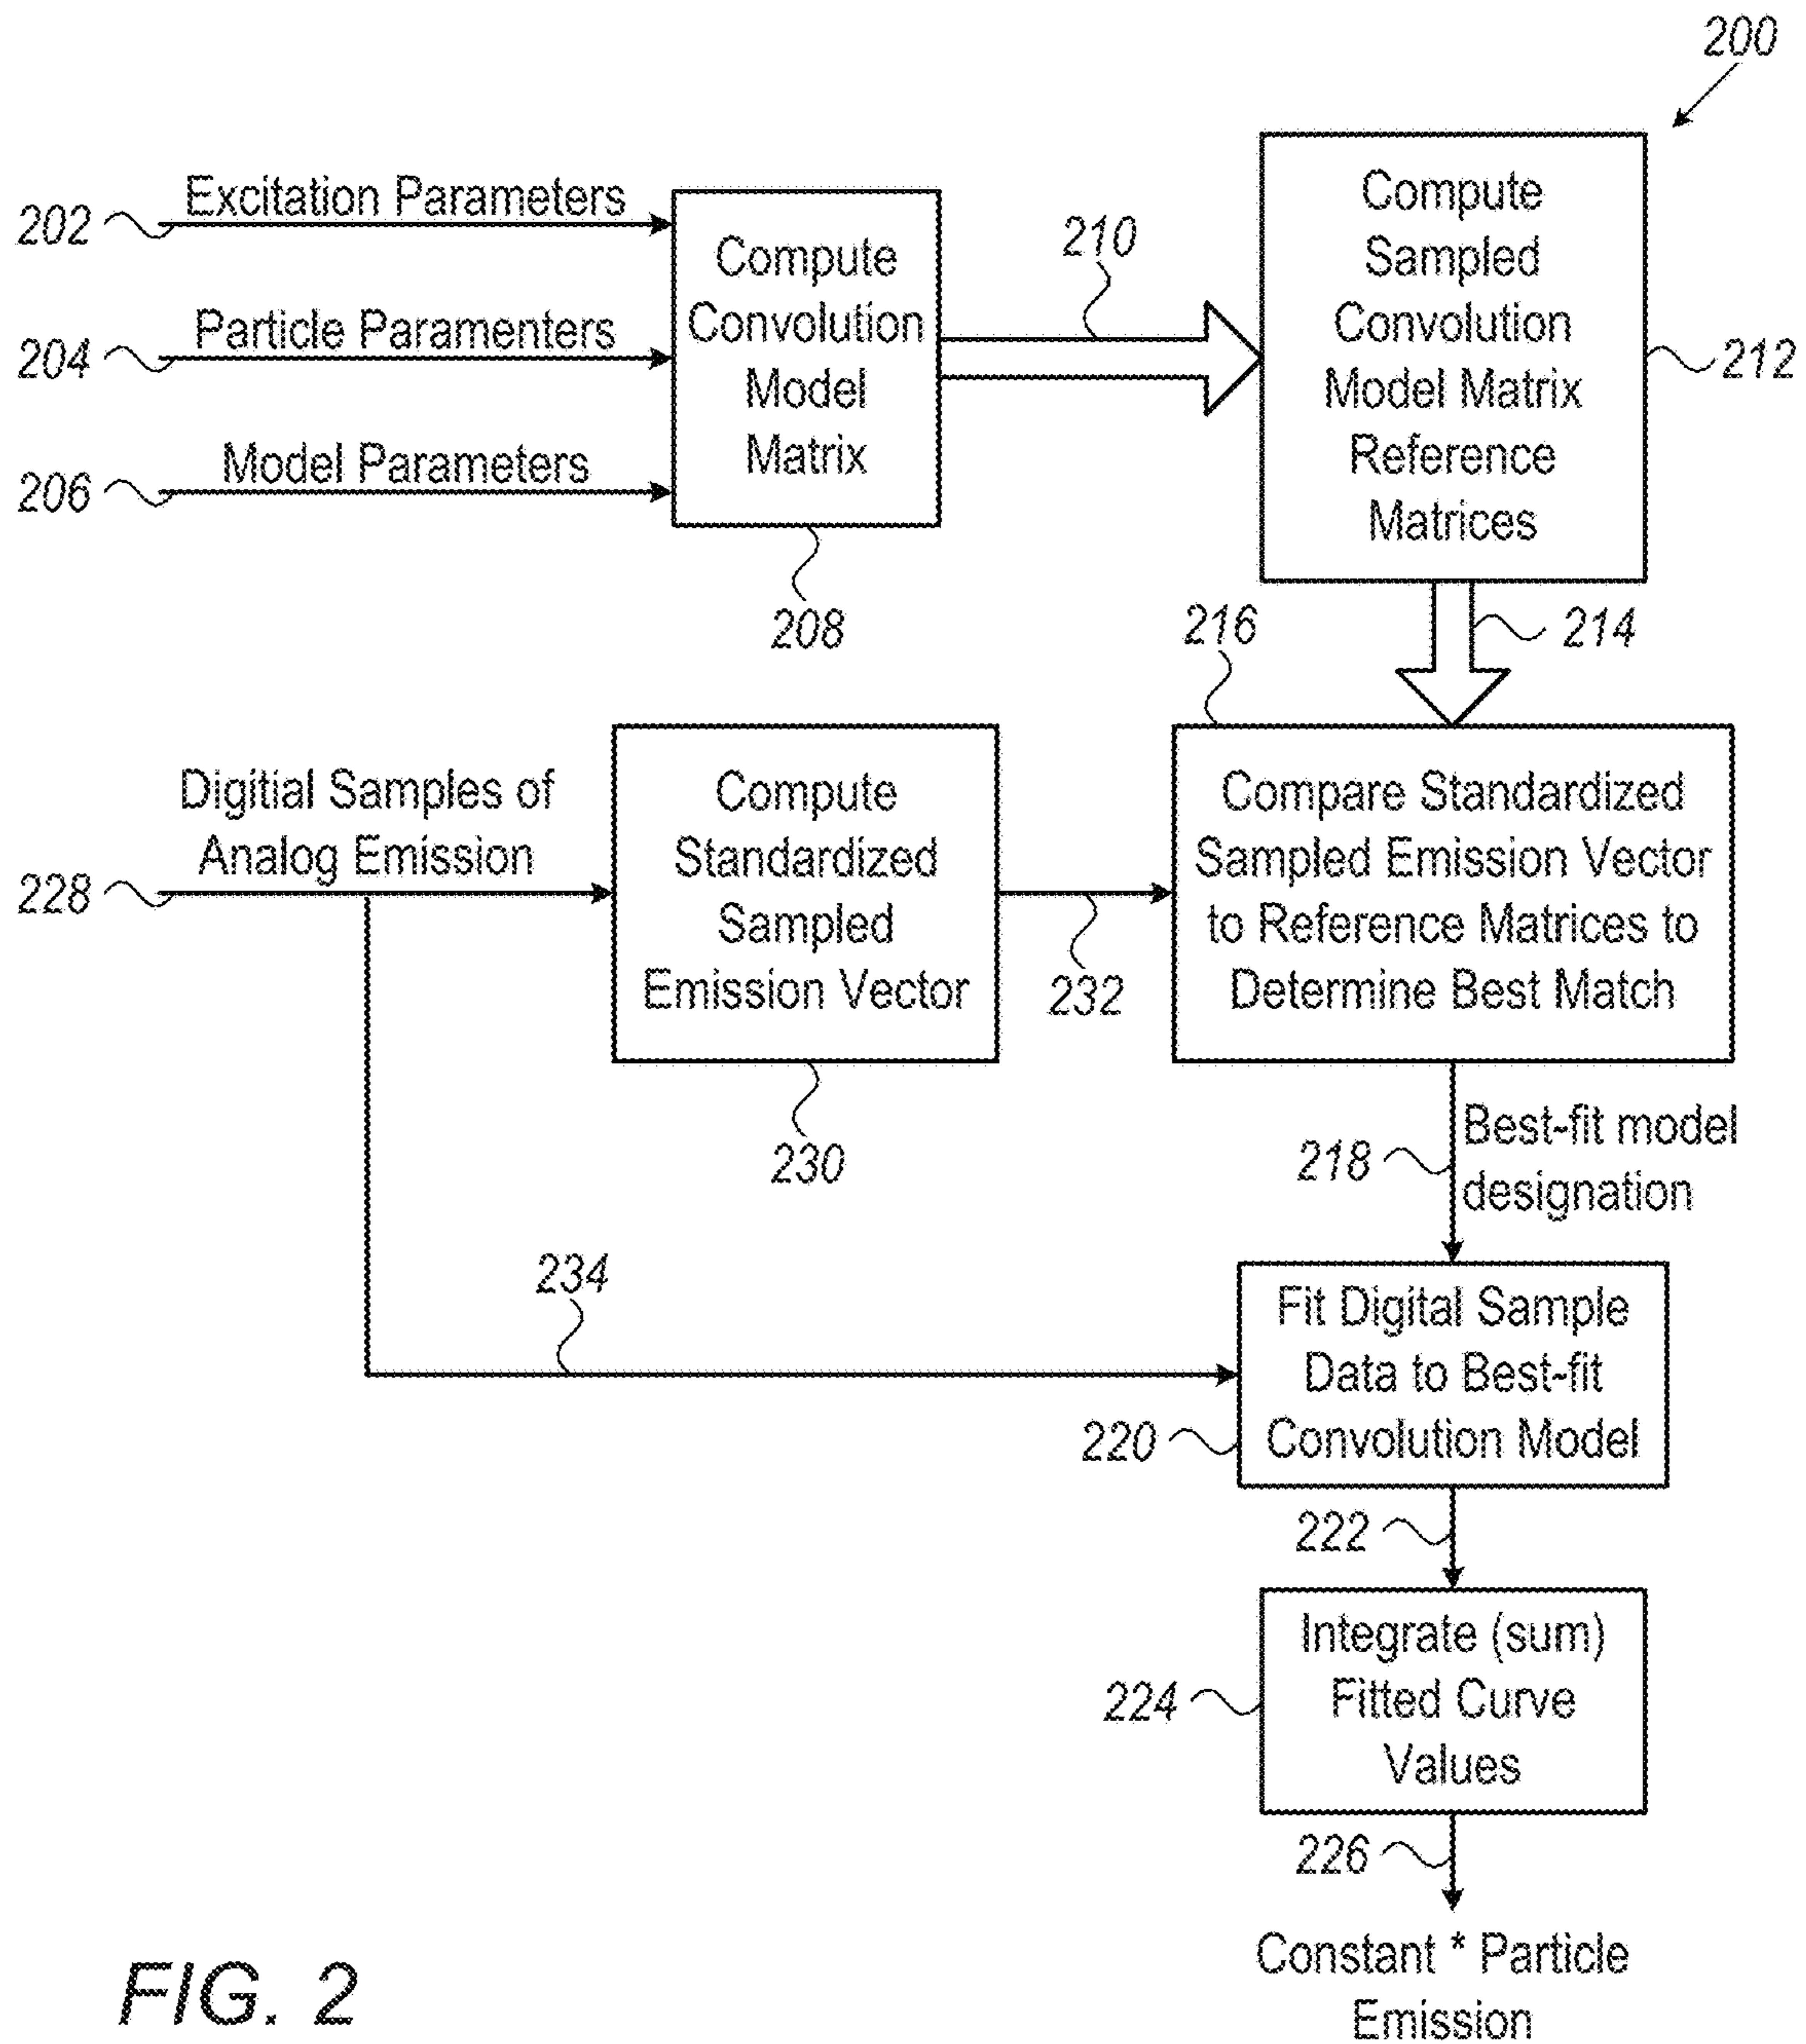 200
Excitation Parameters
202
Particle Paramenters
204
Model Parameters
206
Compute
Convolution
Model
Matrix
208
210
Compute
Sampled
Convolution
Model Matrix
Reference
Matrices
212
214
216
Digitial Samples of
Analog Emission
228
Compute
Standardized
Sampled
Emission Vector
230
232
Compare Standardized
Sampled Emission Vector
to Reference Matrices to
Determine Best Match
218
Best-fit model
designation
234
Fit Digital Sample
Data to Best-fit
Convolution Model
220
222
Integrate (sum)
Fitted Curve
Values
224
226
Constant * Particle
Emission
FIG. 2